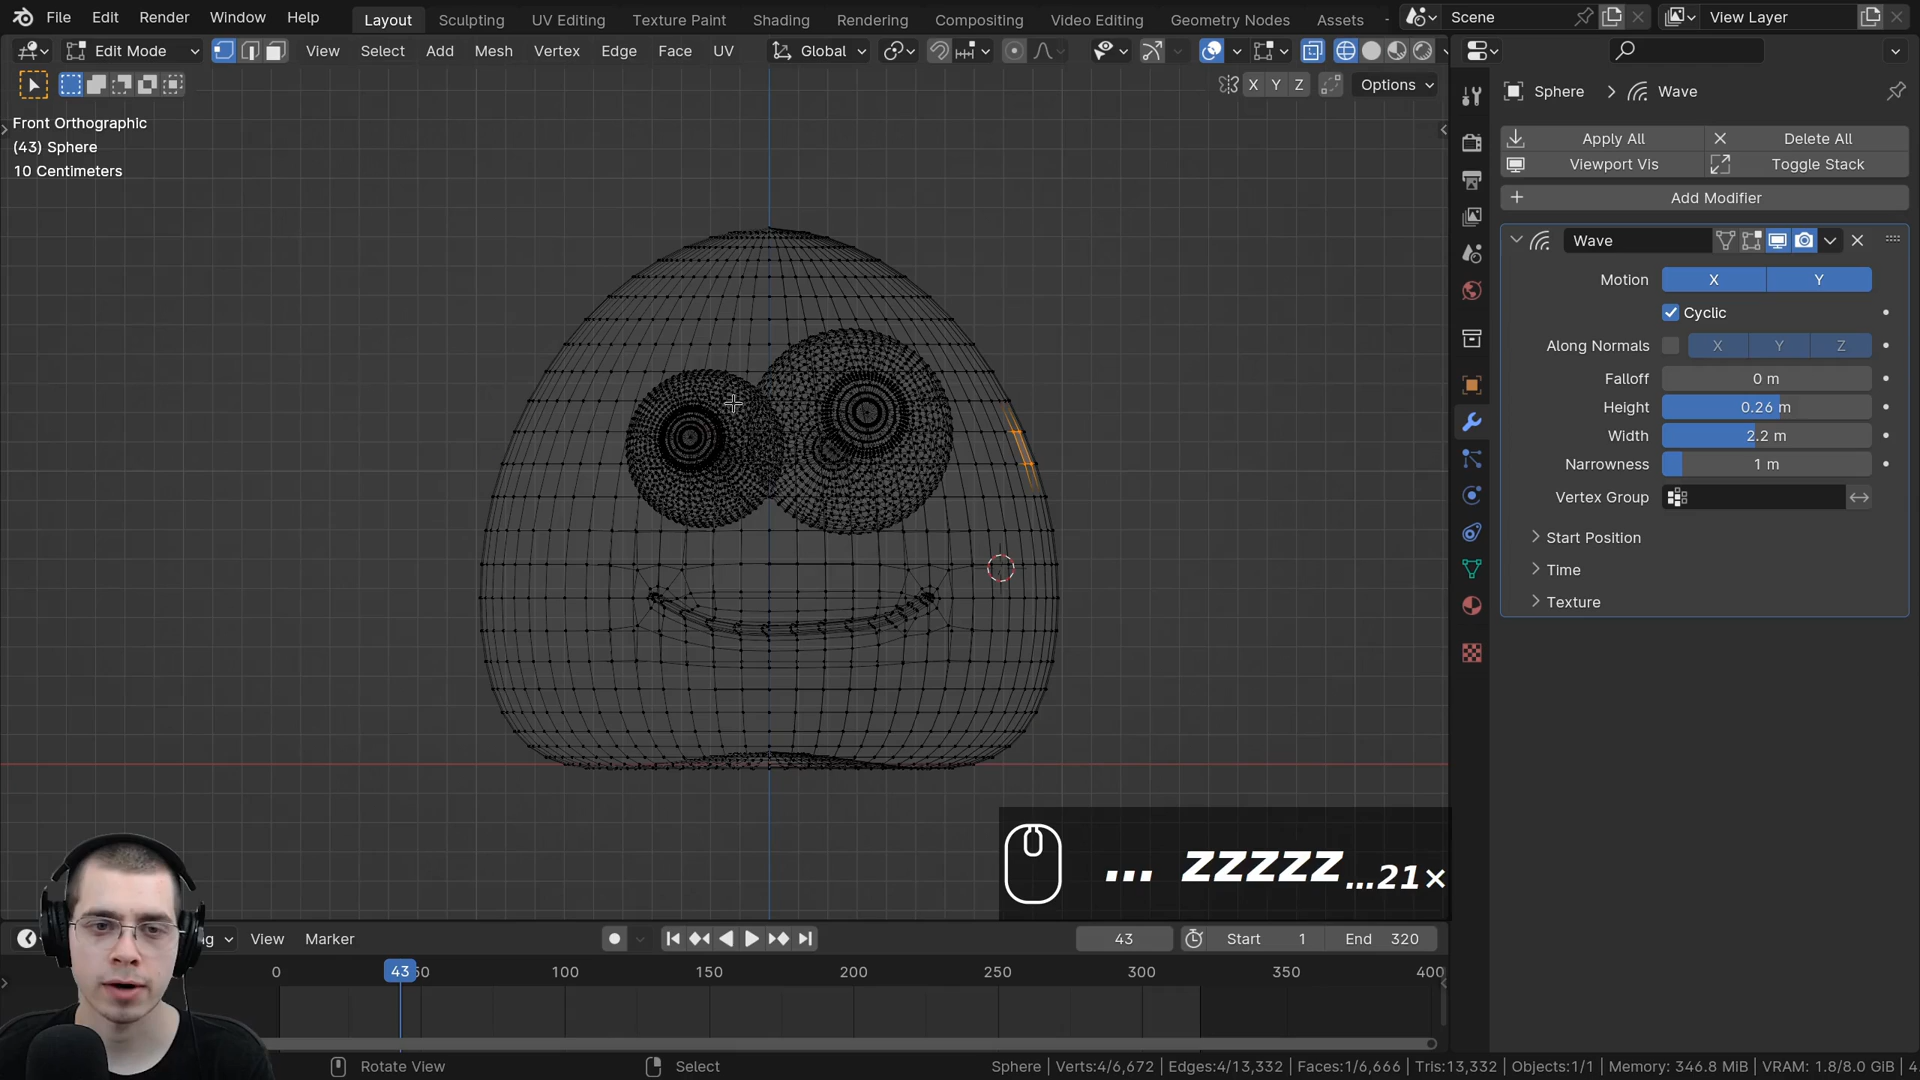 File Edit Render Window Help Layout Sculpting UV Editing Texture Paint Shading Rendering Compositing Video Editing Geometry Nodes Assets Scene View Layer
Edit Mode View Select Add Mesh Vertex Edge Face UV Global
X Y Z Options
Front Orthographic
(43) Sphere
10 Centimeters
Sphere > Wave
Apply All Delete All
Viewport Vis Toggle Stack
Add Modifier
Wave
Motion X Y
Cyclic
Along Normals X Y Z
Falloff 0 m
Height 0.26 m
Width 2.2 m
Narrowness 1 m
Vertex Group
Start Position
Time
Texture
... ZZZZZ...21×
View Marker 43 Start 1 End 320
0 43 50 100 150 200 250 300 350 400
Rotate View Select Sphere | Verts:4/6,672 | Edges:4/13,332 | Faces:1/6,666 | Tris:13,332 | Objects:1/1 | Memory: 346.8 MiB | VRAM: 1.8/8.0 GiB | 4